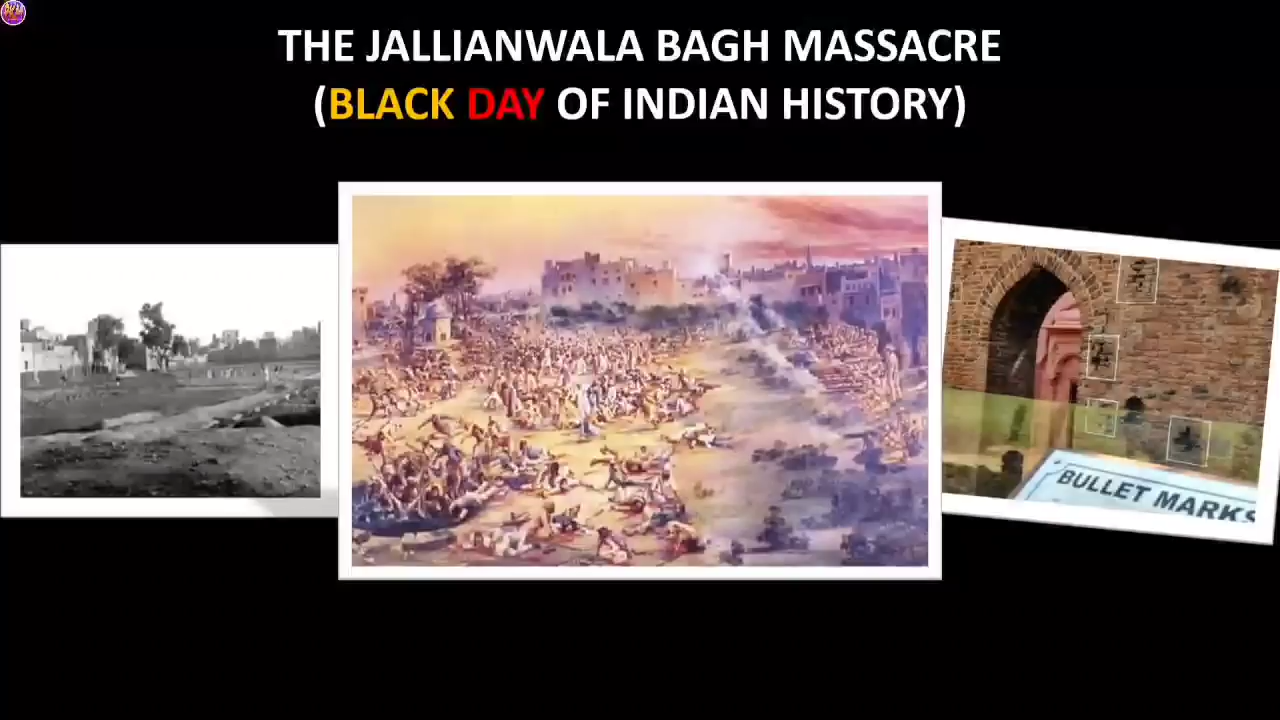 THE JALLIANWALA BAGH MASSACRE
(BLACK DAY OF INDIAN HISTORY)
BULLET MARKS